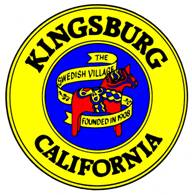 KINGSBURG
THE
SWEDISH VILLAGE
FOUNDED IN 1908
CALIFORNIA